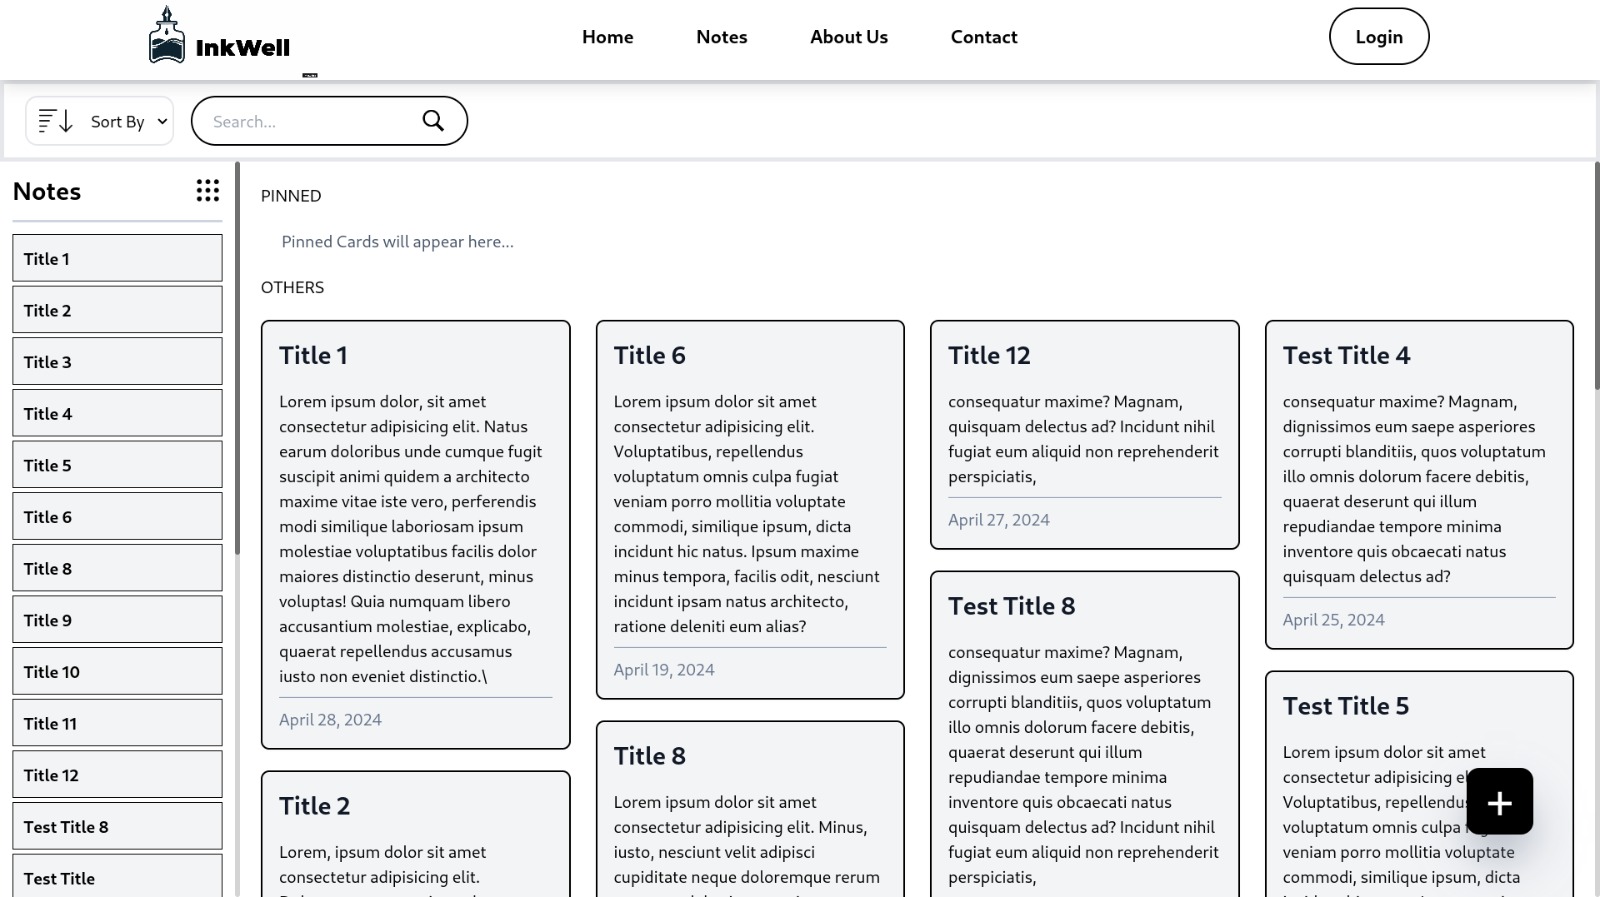 InkWell
Home
Notes
About Us
Contact
Login
Sort By
Search...
Notes
Title 1
Title 2
Title 3
Title 4
Title 5
Title 6
Title 8
Title 9
Title 10
Title 11
Title 12
Test Title 8
Test Title
PINNED
Pinned Cards will appear here...
OTHERS
Title 1
Lorem ipsum dolor, sit amet
consectetur adipisicing elit. Natus
earum doloribus unde cumque fugit
suscipit animi quidem a architecto
maxime vitae iste vero, perferendis
modi similique laboriosam ipsum
molestiae voluptatibus facilis dolor
maiores distinctio deserunt, minus
voluptas! Quia numquam libero
accusantium molestiae, explicabo,
quaerat repellendus accusamus
iusto non eveniet distinctio.\
April 28, 2024
Title 2
Lorem, ipsum dolor sit amet
consectetur adipisicing elit.
Title 6
Lorem ipsum dolor sit amet
consectetur adipisicing elit.
Voluptatibus, repellendus
voluptatum omnis culpa fugiat
veniam porro mollitia voluptate
commodi, similique ipsum, dicta
incidunt hic natus. Ipsum maxime
minus tempora, facilis odit, nesciunt
incidunt ipsam natus architecto,
ratione deleniti eum alias?
April 19, 2024
Title 8
Lorem ipsum dolor sit amet
consectetur adipisicing elit. Minus,
iusto, nesciunt velit adipisci
cupiditate neque doloremque rerum
Title 12
consequatur maxime? Magnam,
quisquam delectus ad? Incidunt nihil
fugiat eum aliquid non reprehenderit
perspiciatis,
April 27, 2024
Test Title 8
consequatur maxime? Magnam,
dignissimos eum saepe asperiores
corrupti blanditiis, quos voluptatum
illo omnis dolorum facere debitis,
quaerat deserunt qui illum
repudiandae tempore minima
inventore quis obcaecati natus
quisquam delectus ad? Incidunt nihil
fugiat eum aliquid non reprehenderit
perspiciatis,
Test Title 4
consequatur maxime? Magnam,
dignissimos eum saepe asperiores
corrupti blanditiis, quos voluptatum
illo omnis dolorum facere debitis,
quaerat deserunt qui illum
repudiandae tempore minima
inventore quis obcaecati natus
quisquam delectus ad?
April 25, 2024
Test Title 5
Lorem ipsum dolor sit amet
consectetur adipisicing
Voluptatibus,
voluptatum omnis culpa
veniam porro mollitia voluptate
commodi, similique ipsum, dicta